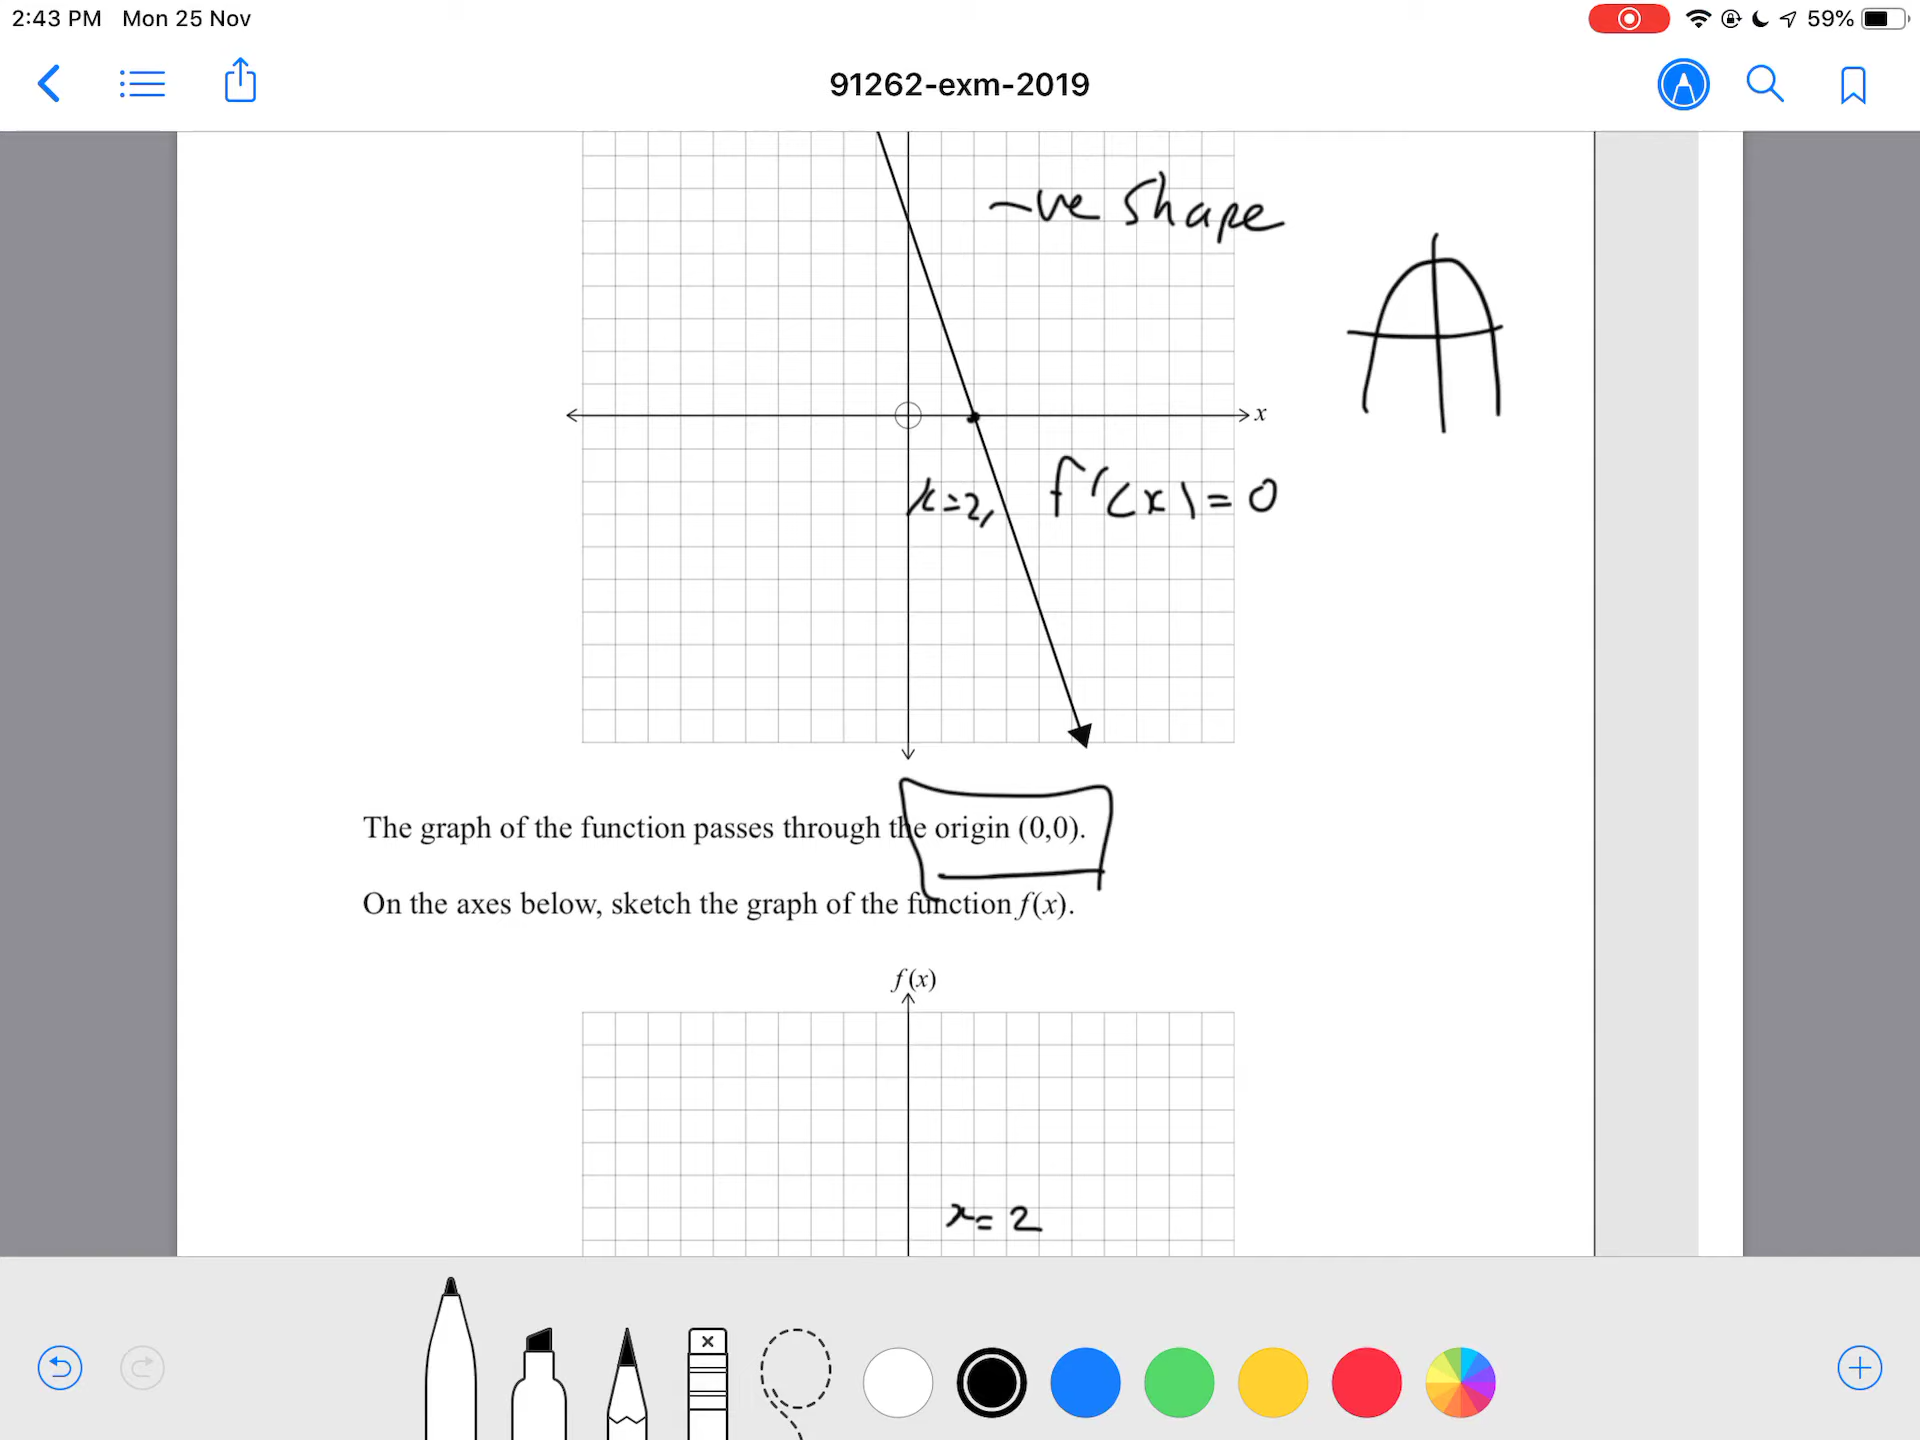 2:43 PM Mon 25 Nov 59%
91262-exm-2019
-ve shape
x
x=2, f'(x)=0
The graph of the function passes through the origin (0,0).
On the axes below, sketch the graph of the function f(x).
f(x)
x=2